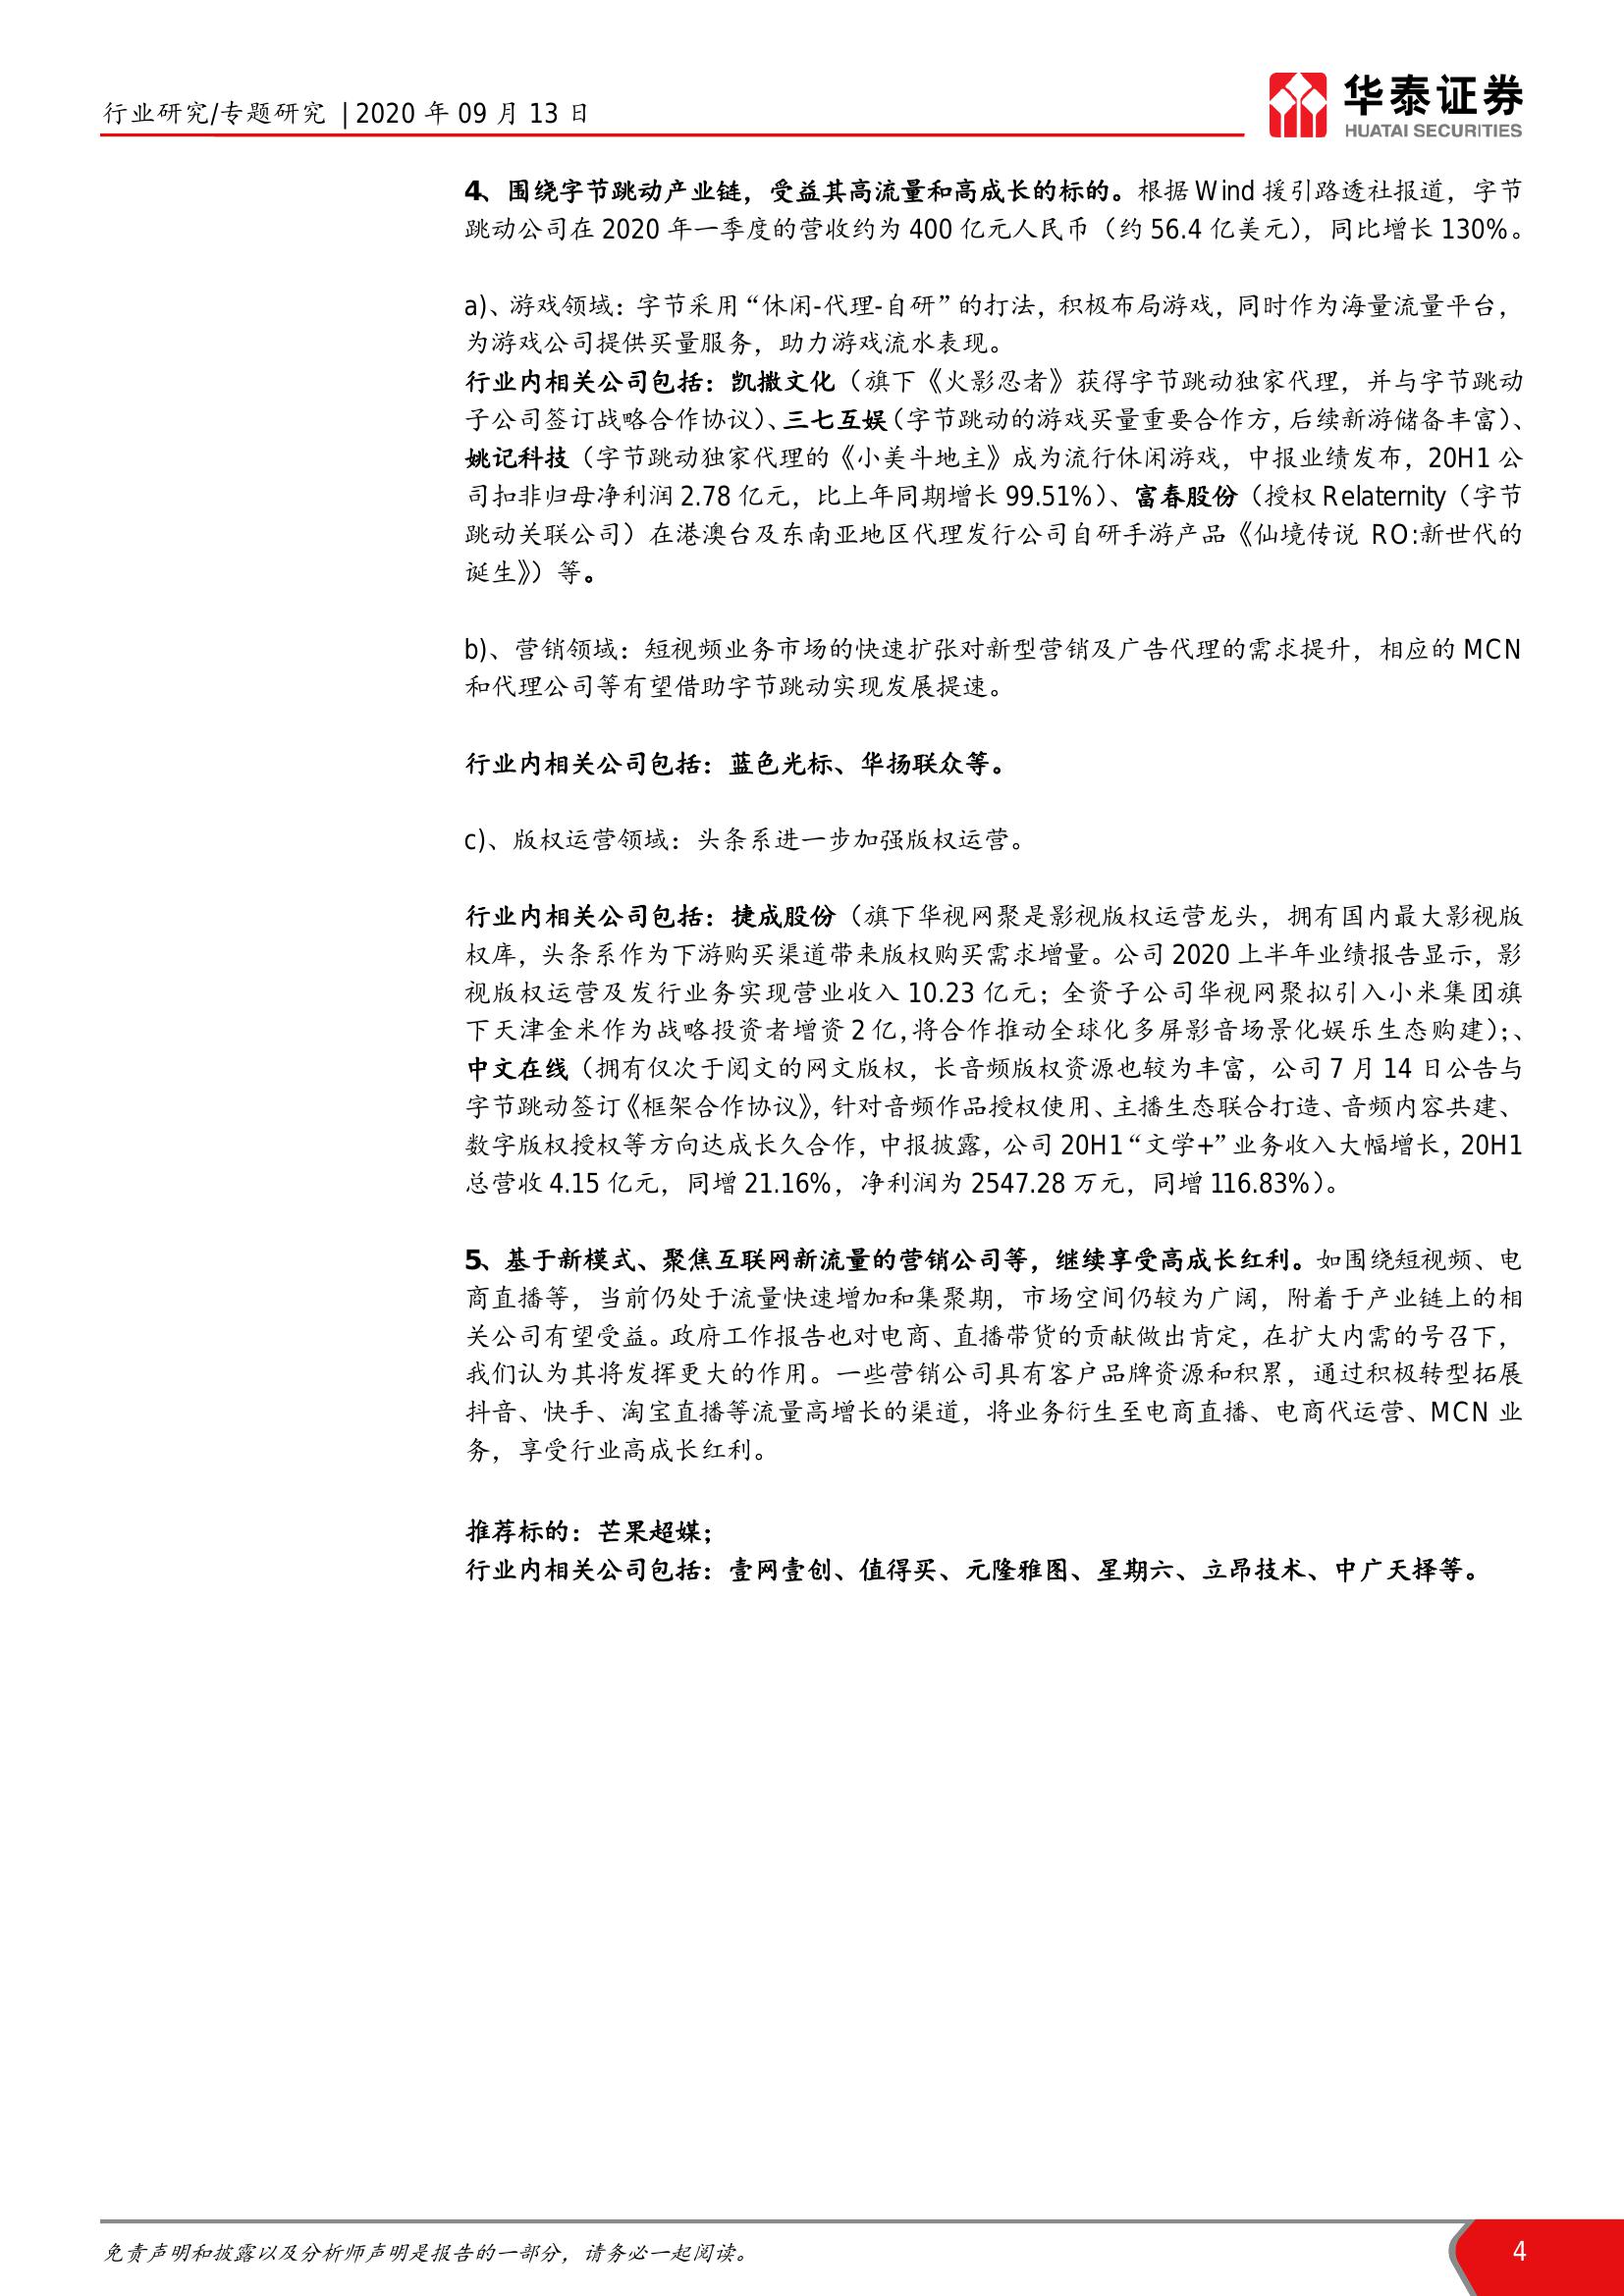 行业研究/专题研究 | 2020 年 09 月 13 日
华泰证券
HUATAI SECURITIES
4、围绕字节跳动产业链，受益其高流量和高成长的标的。根据 Wind 援引路透社报道，字节
跳动公司在 2020 年一季度的营收约为 400 亿元人民币（约 56.4 亿美元），同比增长 130%。
a)、游戏领域：字节采用“休闲-代理-自研”的打法，积极布局游戏，同时作为海量流量平台，
为游戏公司提供买量服务，助力游戏流水表现。
行业内相关公司包括：凯撒文化（旗下《火影忍者》获得字节跳动独家代理，并与字节跳动
子公司签订战略合作协议）、三七互娱（字节跳动的游戏买量重要合作方，后续新游储备丰富）、
姚记科技（字节跳动独家代理的《小美斗地主》成为流行休闲游戏，中报业绩发布，20H1 公
司扣非归母净利润 2.78 亿元，比上年同期增长 99.51%）、富春股份（授权 Relaternity（字节
跳动关联公司）在港澳台及东南亚地区代理发行公司自研手游产品《仙境传说 RO:新世代的
诞生》）等。
b)、营销领域：短视频业务市场的快速扩张对新型营销及广告代理的需求提升，相应的 MCN
和代理公司等有望借助字节跳动实现发展提速。
行业内相关公司包括：蓝色光标、华扬联众等。
c)、版权运营领域：头条系进一步加强版权运营。
行业内相关公司包括：捷成股份（旗下华视网聚是影视版权运营龙头，拥有国内最大影视版
权库，头条系作为下游购买渠道带来版权购买需求增量。公司 2020 上半年业绩报告显示，影
视版权运营及发行业务实现营业收入 10.23 亿元；全资子公司华视网聚拟引入小米集团旗
下天津金米作为战略投资者增资 2 亿,将合作推动全球化多屏影音场景化娱乐生态购建）；、
中文在线（拥有仅次于阅文的网文版权，长音频版权资源也较为丰富，公司 7 月 14 日公告与
字节跳动签订《框架合作协议》，针对音频作品授权使用、主播生态联合打造、音频内容共建、
数字版权授权等方向达成长久合作，中报披露，公司 20H1“文学+”业务收入大幅增长，20H1
总营收 4.15 亿元，同增 21.16%，净利润为 2547.28 万元，同增 116.83%）。
5、基于新模式、聚焦互联网新流量的营销公司等，继续享受高成长红利。如围绕短视频、电
商直播等，当前仍处于流量快速增加和集聚期，市场空间仍较为广阔，附着于产业链上的相
关公司有望受益。政府工作报告也对电商、直播带货的贡献做出肯定，在扩大内需的号召下，
我们认为其将发挥更大的作用。一些营销公司具有客户品牌资源和积累，通过积极转型拓展
抖音、快手、淘宝直播等流量高增长的渠道，将业务衍生至电商直播、电商代运营、MCN 业
务，享受行业高成长红利。
推荐标的：芒果超媒；
行业内相关公司包括：壹网壹创、值得买、元隆雅图、星期六、立昂技术、中广天择等。
免责声明和披露以及分析师声明是报告的一部分，请务必一起阅读。
4